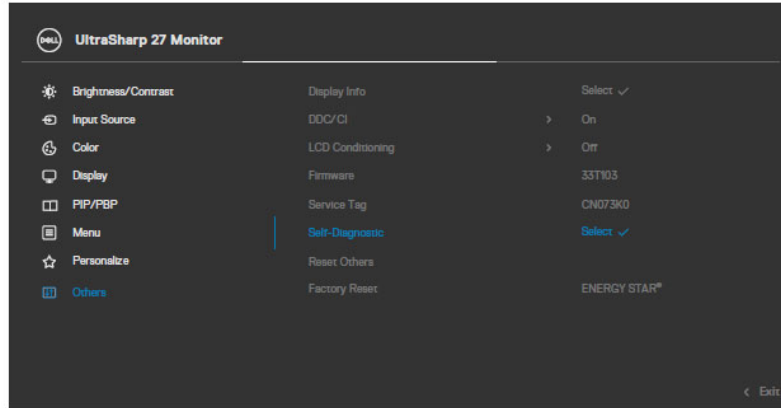 DELL UltraSharp 27 Monitor
Brightness/Contrast Display Info Select ✓
Input Source DDC/CI > On
Color LCD Conditioning > Off
Display Firmware 33T103
PIP/PBP Service Tag CN073K0
Menu Self-Diagnostic Select ✓
Personalize Reset Others
Others Factory Reset ENERGY STAR®
< Exit